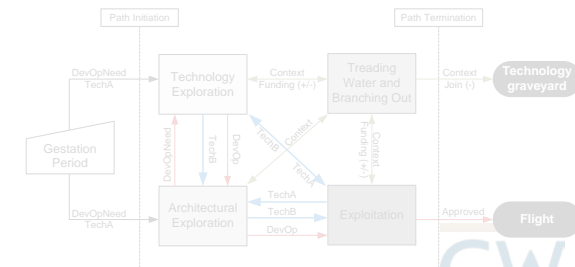 Path Initiation
Path Termination
DevOpNeed
TechA
Technology
Exploration
Context
Funding (+/-)
Treading
Water and
Branching Out
Context
Join (-)
Technology
graveyard
DevOpNeed
TechB
DevOp
TechB
TechA
Context
Context
Funding (+/-)
Gestation
Period
DevOpNeed
TechA
Architectural
Exploration
TechA
TechB
DevOp
Exploitation
Approved
Flight
CW